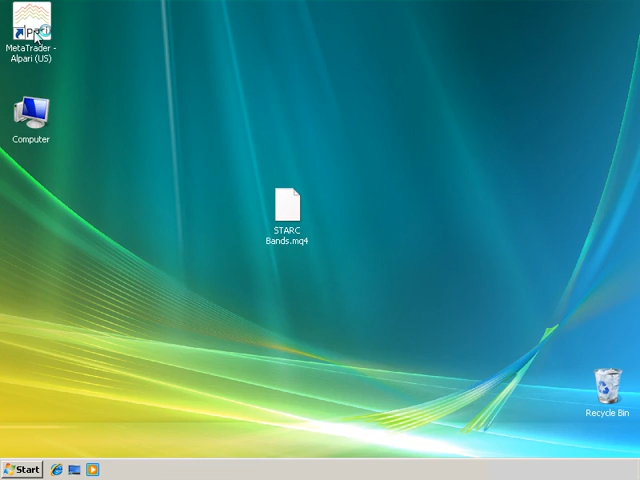 MetaTrader -
Alpari (US)
Computer
STARC
Bands.mq4
Recycle Bin
Start